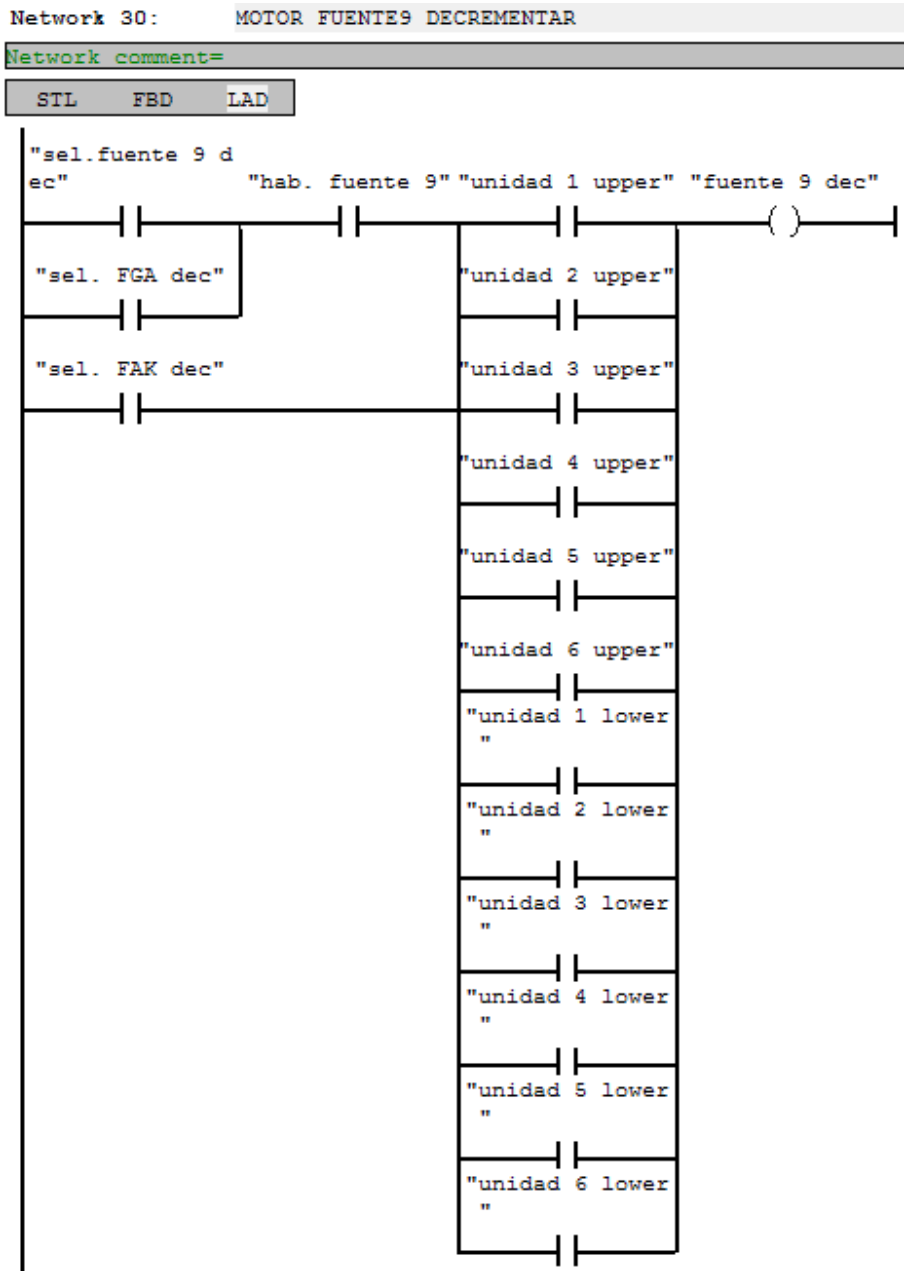 Network 30: MOTOR FUENTE9 DECREMENTAR
Network comment=
STL FBD LAD
"sel.fuente 9 d
ec" "hab. fuente 9" "unidad 1 upper" "fuente 9 dec"
"sel. FGA dec" "unidad 2 upper"
"sel. FAK dec" "unidad 3 upper"
"unidad 4 upper"
"unidad 5 upper"
"unidad 6 upper"
"unidad 1 lower
"
"unidad 2 lower
"
"unidad 3 lower
"
"unidad 4 lower
"
"unidad 5 lower
"
"unidad 6 lower
"